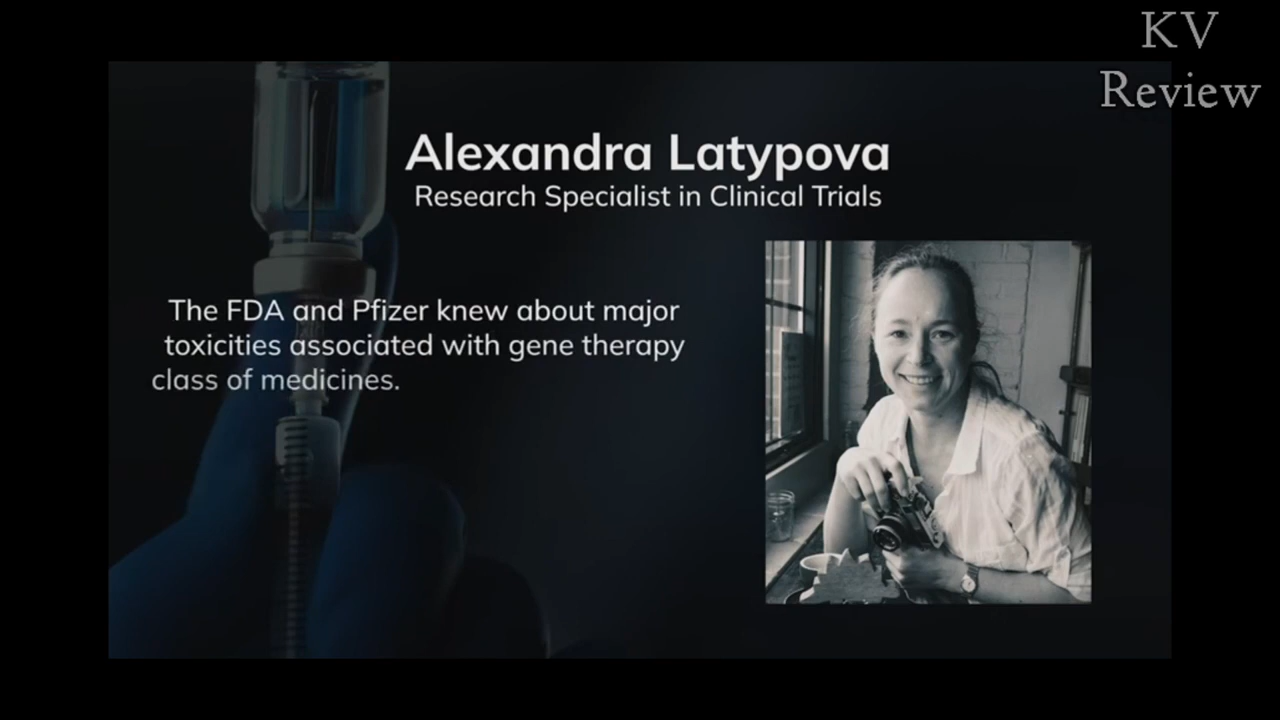 KV
Review
Alexandra Latypova
Research Specialist in Clinical Trials
The FDA and Pfizer knew about major
toxicities associated with gene therapy
class of medicines.